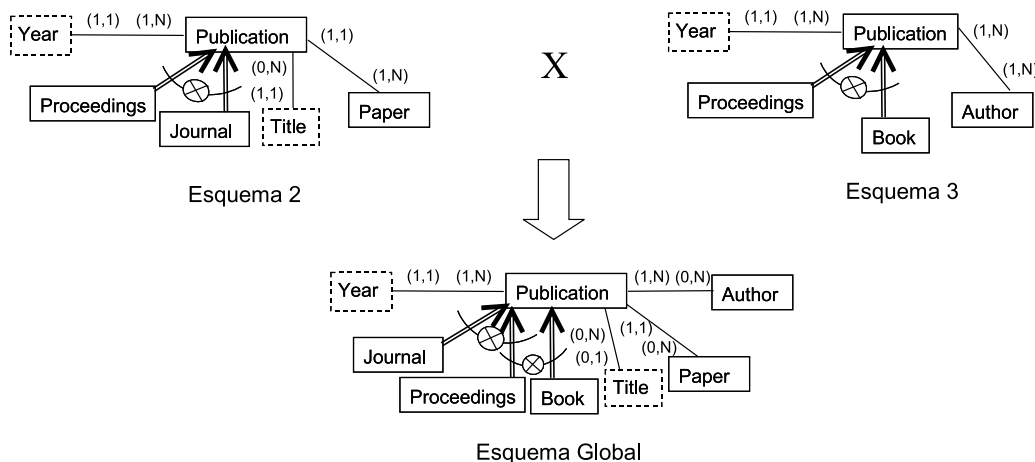 Year
(1,1)
(1,N)
Publication
(1,1)
(0,N)
(1,N)
(1,1)
Proceedings
Journal
Title
Paper
Esquema 2
X
Year
(1,1)
(1,N)
Publication
(1,N)
(1,N)
Proceedings
Book
Author
Esquema 3
Year
(1,1)
(1,N)
Publication
(1,N)
(0,N)
Author
(0,N)
(1,1)
(0,1)
(0,N)
Journal
Proceedings
Book
Title
Paper
Esquema Global